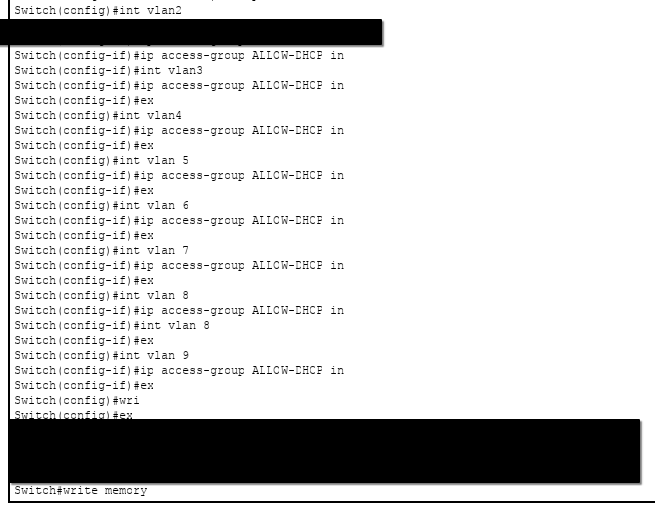 Switch(config)#int vlan2
Switch(config-if)#ip access-group ALLOW-DHCP in
Switch(config-if)#int vlan3
Switch(config-if)#ip access-group ALLOW-DHCP in
Switch(config-if)#ex
Switch(config)#int vlan4
Switch(config-if)#ip access-group ALLOW-DHCP in
Switch(config-if)#ex
Switch(config)#int vlan 5
Switch(config-if)#ip access-group ALLOW-DHCP in
Switch(config-if)#ex
Switch(config)#int vlan 6
Switch(config-if)#ip access-group ALLOW-DHCP in
Switch(config-if)#ex
Switch(config)#int vlan 7
Switch(config-if)#ip access-group ALLOW-DHCP in
Switch(config-if)#ex
Switch(config)#int vlan 8
Switch(config-if)#ip access-group ALLOW-DHCP in
Switch(config-if)#int vlan 8
Switch(config-if)#ex
Switch(config)#int vlan 9
Switch(config-if)#ip access-group ALLOW-DHCP in
Switch(config-if)#ex
Switch(config)#wri
Switch(config)#ex
Switch#write memory